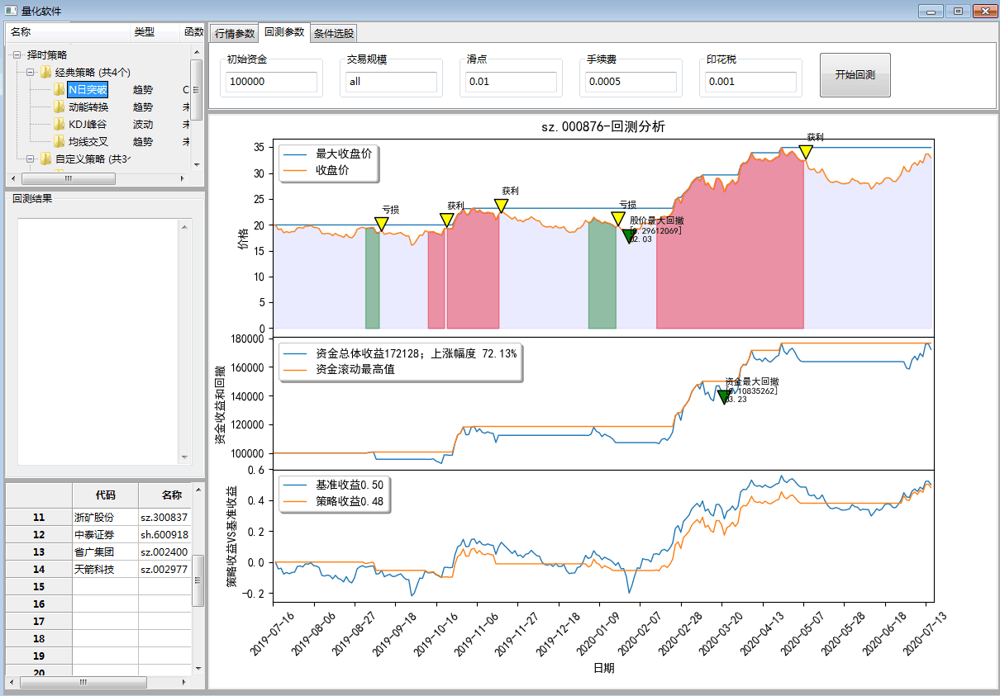 量化软件
名称 类型 函数
择时策略
经典策略 (共4个)
N日突破 趋势
动能转换 趋势
KDJ峰谷 波动
均线交叉 趋势
自定义策略 (共3
回测结果
代码 名称
11 浙矿股份 sz.300837
12 中泰证券 sh.600918
13 省广集团 sz.002400
14 天箭科技 sz.002977
15
16
17
18
19
20
行情参数 回测参数 条件选股
初始资金 交易规模 滑点 手续费 印花税
100000 all 0.01 0.0005 0.001 开始回测
sz.000876-回测分析
最大收盘价
收盘价
价格
35
30
25
20
15
10
5
0
亏损
获利
获利
亏损
获利
股价最大回撤
[0.29612069]
02.03
资金总体收益172128; 上涨幅度 72.13%
资金滚动最高值
资金收益和回撤
180000
160000
140000
120000
100000
资金最大回撤
[0.10835262]
03.23
基准收益0.50
策略收益0.48
策略收益VS基准收益
0.6
0.4
0.2
0.0
-0.2
2019-07-16
2019-08-06
2019-08-27
2019-09-18
2019-10-16
2019-11-06
2019-11-27
2019-12-18
2020-01-09
2020-02-07
2020-02-28
2020-03-20
2020-04-13
2020-05-07
2020-05-28
2020-06-18
2020-07-13
日期